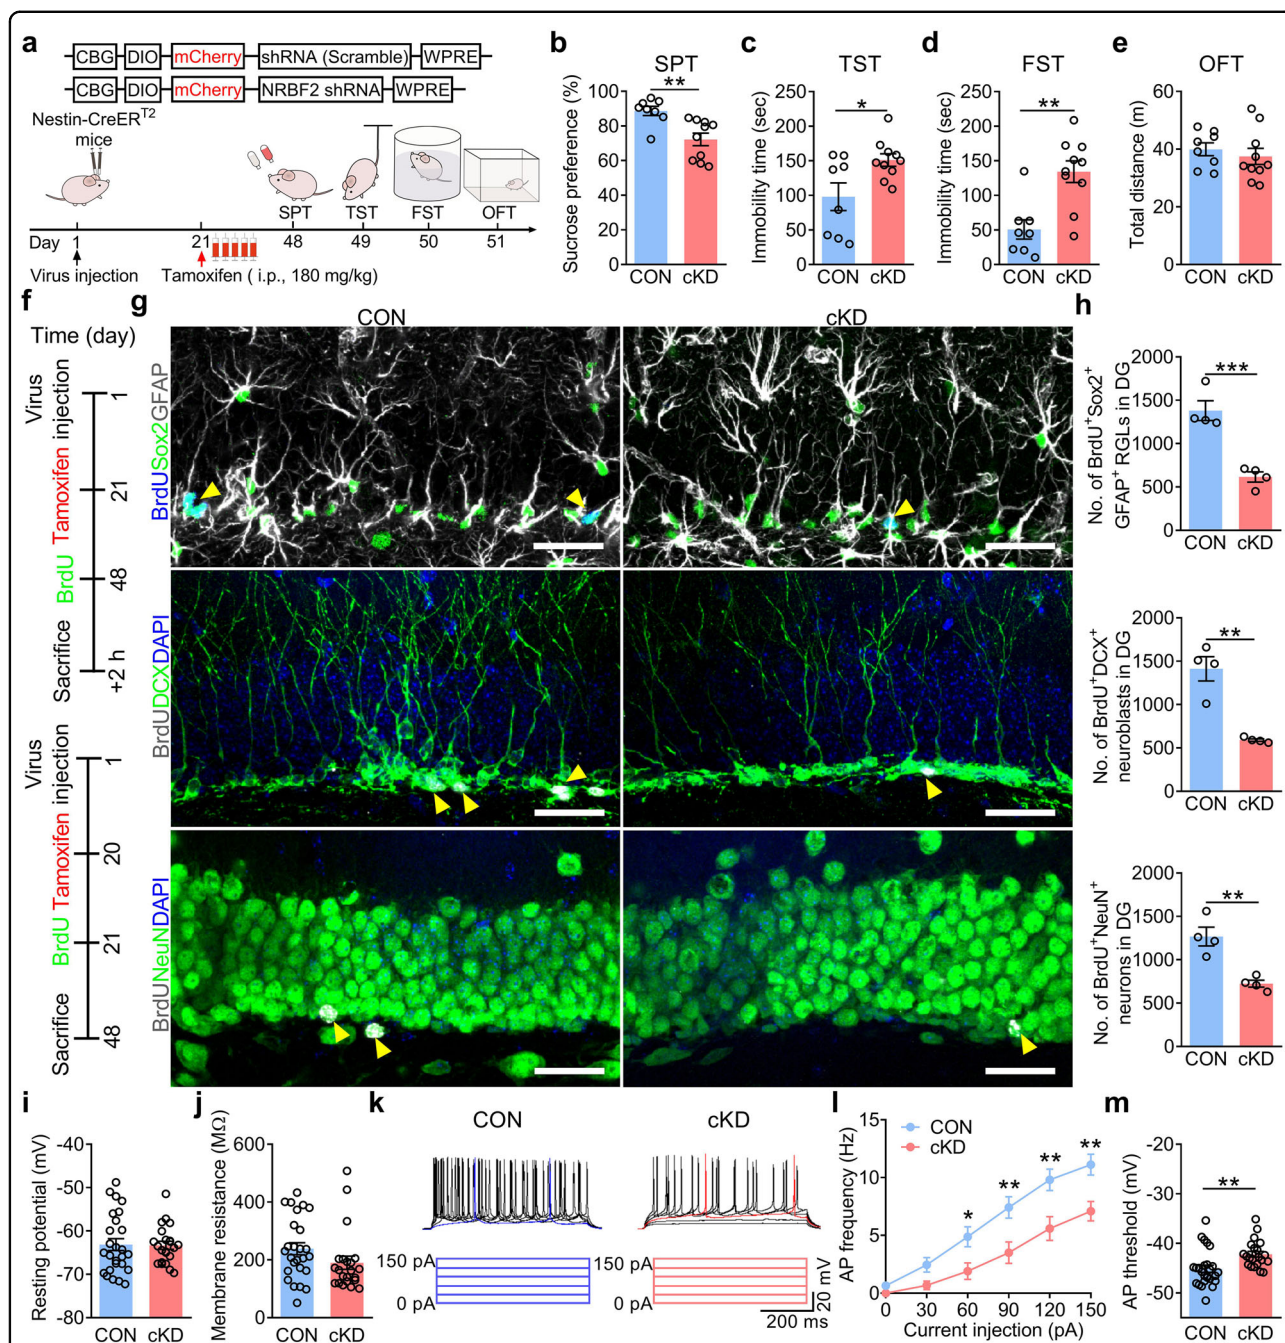 a
CBG DIO mCherry shRNA (Scramble) WPRE
CBG DIO mCherry NRBF2 shRNA WPRE
Nestin-CreERT2
mice
SPT TST FST OFT
Day 1 21 48 49 50 51
Virus injection Tamoxifen ( i.p., 180 mg/kg)
b
SPT
**
Sucrose preference (%)
100
80
60
40
20
0
CON cKD
c
TST
*
Immobility time (sec)
250
200
150
100
50
0
CON cKD
d
FST
**
Immobility time (sec)
250
200
150
100
50
0
CON cKD
e
OFT
Total distance (m)
60
40
20
0
CON cKD
f
Time (day)
Virus injection
Tamoxifen
BrdU
Sacrifice
1
21
48
+2 h
Virus injection
Tamoxifen
BrdU
Sacrifice
1
20
21
48
g
CON cKD
BrdUSox2GFAP
BrdUDCXDAPI
BrdUNeuNDAPI
h
No. of BrdU+Sox2+
GFAP+ RGLs in DG
2000
1500
1000
500
0
***
CON cKD
No. of BrdU+DCX+
neuroblasts in DG
2000
1500
1000
500
0
**
CON cKD
No. of BrdU+NeuN+
neurons in DG
2000
1500
1000
500
0
**
CON cKD
i
Resting potential (mV)
-40
-50
-60
-70
-80
CON cKD
j
Membrane resistance (MΩ)
600
400
200
0
CON cKD
k
CON cKD
150 pA
0 pA
150 pA
0 pA
20 mV
200 ms
l
AP frequency (Hz)
15
10
5
0
CON
cKD
* ** ** **
0 30 60 90 120 150
Current injection (pA)
m
AP threshold (mV)
-20
-30
-40
-50
**
CON cKD